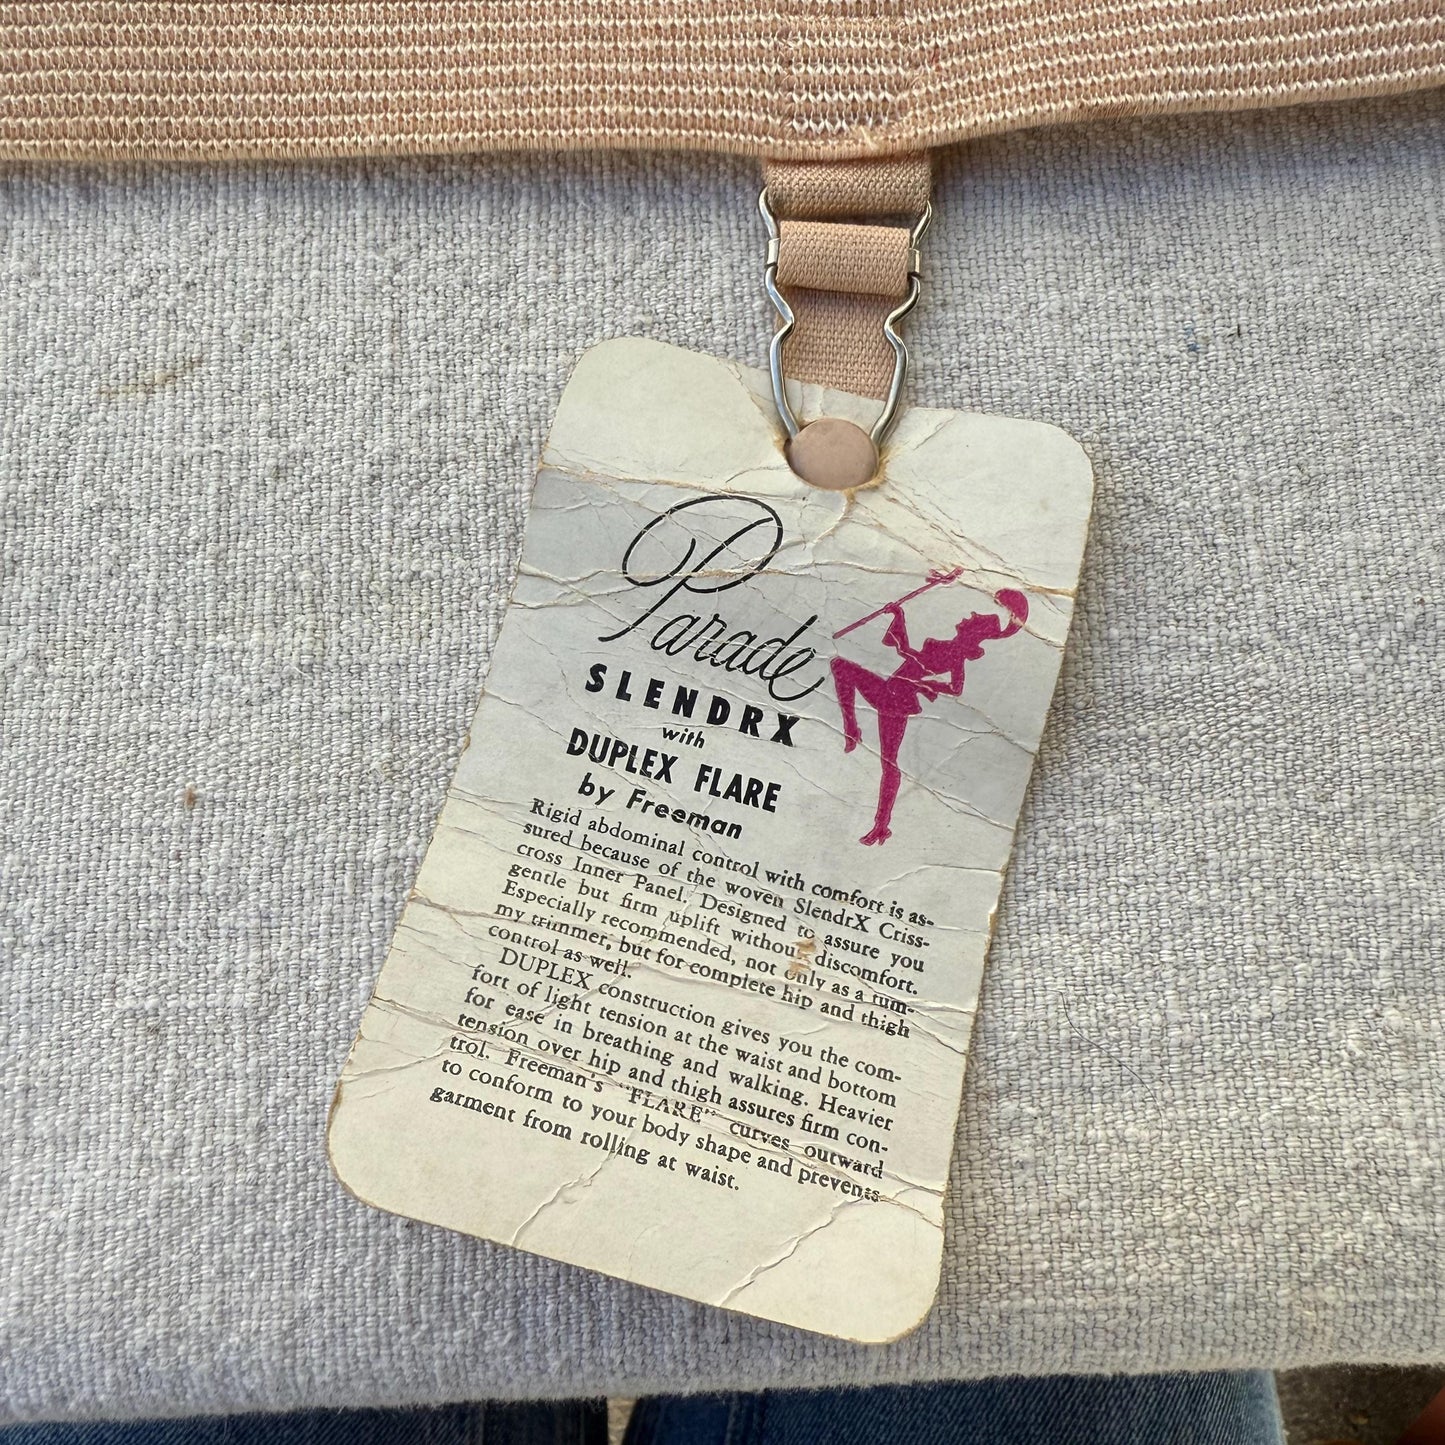 Parade
SLENDRX
with
DUPLEX FLARE
by Freeman
Rigid abdominal control with comfort is as-
sured because of the woven SlendrX Criss-
cross Inner Panel. Designed to assure you
gentle but firm uplift without discomfort.
Especially recommended, not only as a tum-
my trimmer, but for complete hip and thigh
control as well.
DUPLEX construction gives you the com-
fort of light tension at the waist and bottom
for ease in breathing and walking. Heavier
tension over hip and thigh assures firm con-
trol. Freeman's "FLARE" curves outward
to conform to your body shape and prevents
garment from rolling at waist.